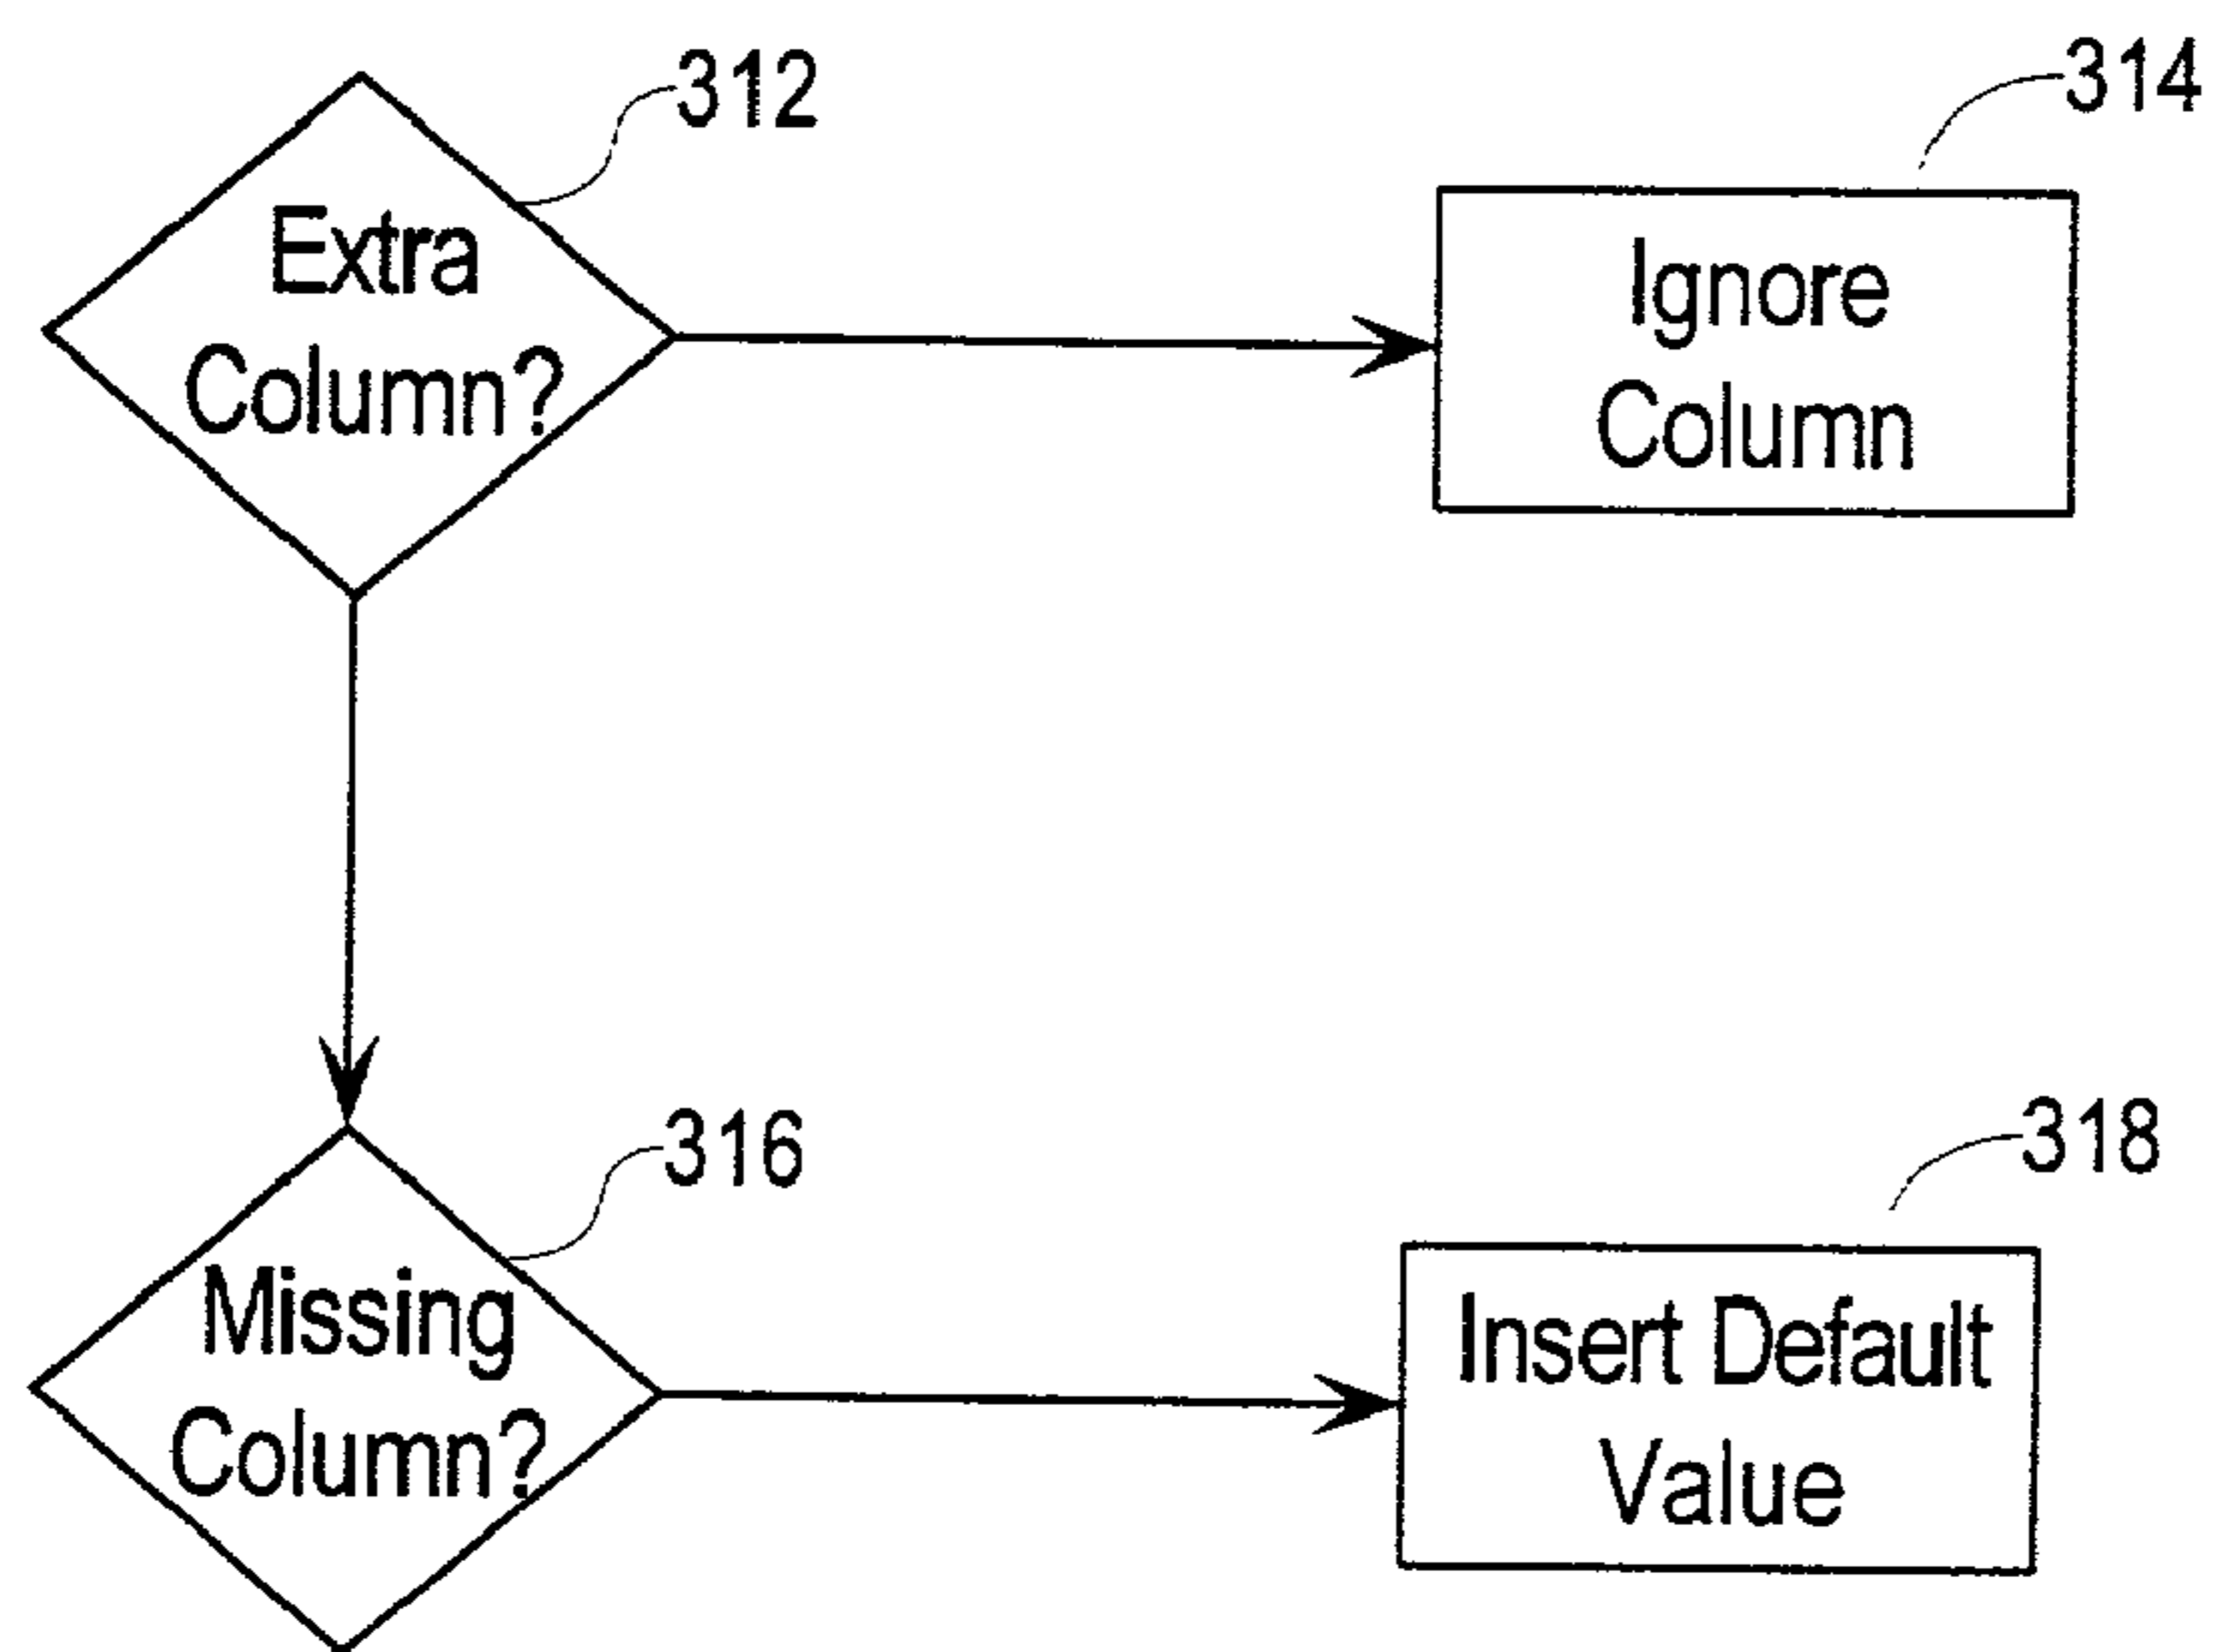 312
Extra
Column?
314
Ignore
Column
316
Missing
Column?
318
Insert Default
Value